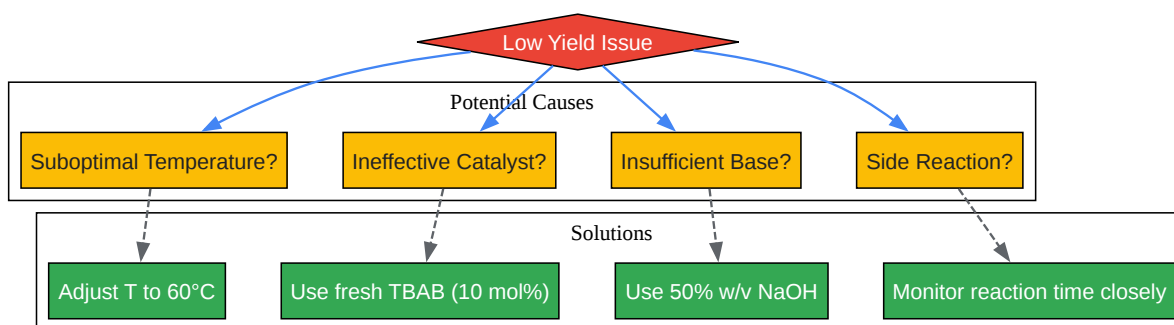 Low Yield Issue
Potential Causes
Suboptimal Temperature?
Ineffective Catalyst?
Insufficient Base?
Side Reaction?
Solutions
Adjust T to 60°C
Use fresh TBAB (10 mol%)
Use 50% w/v NaOH
Monitor reaction time closely